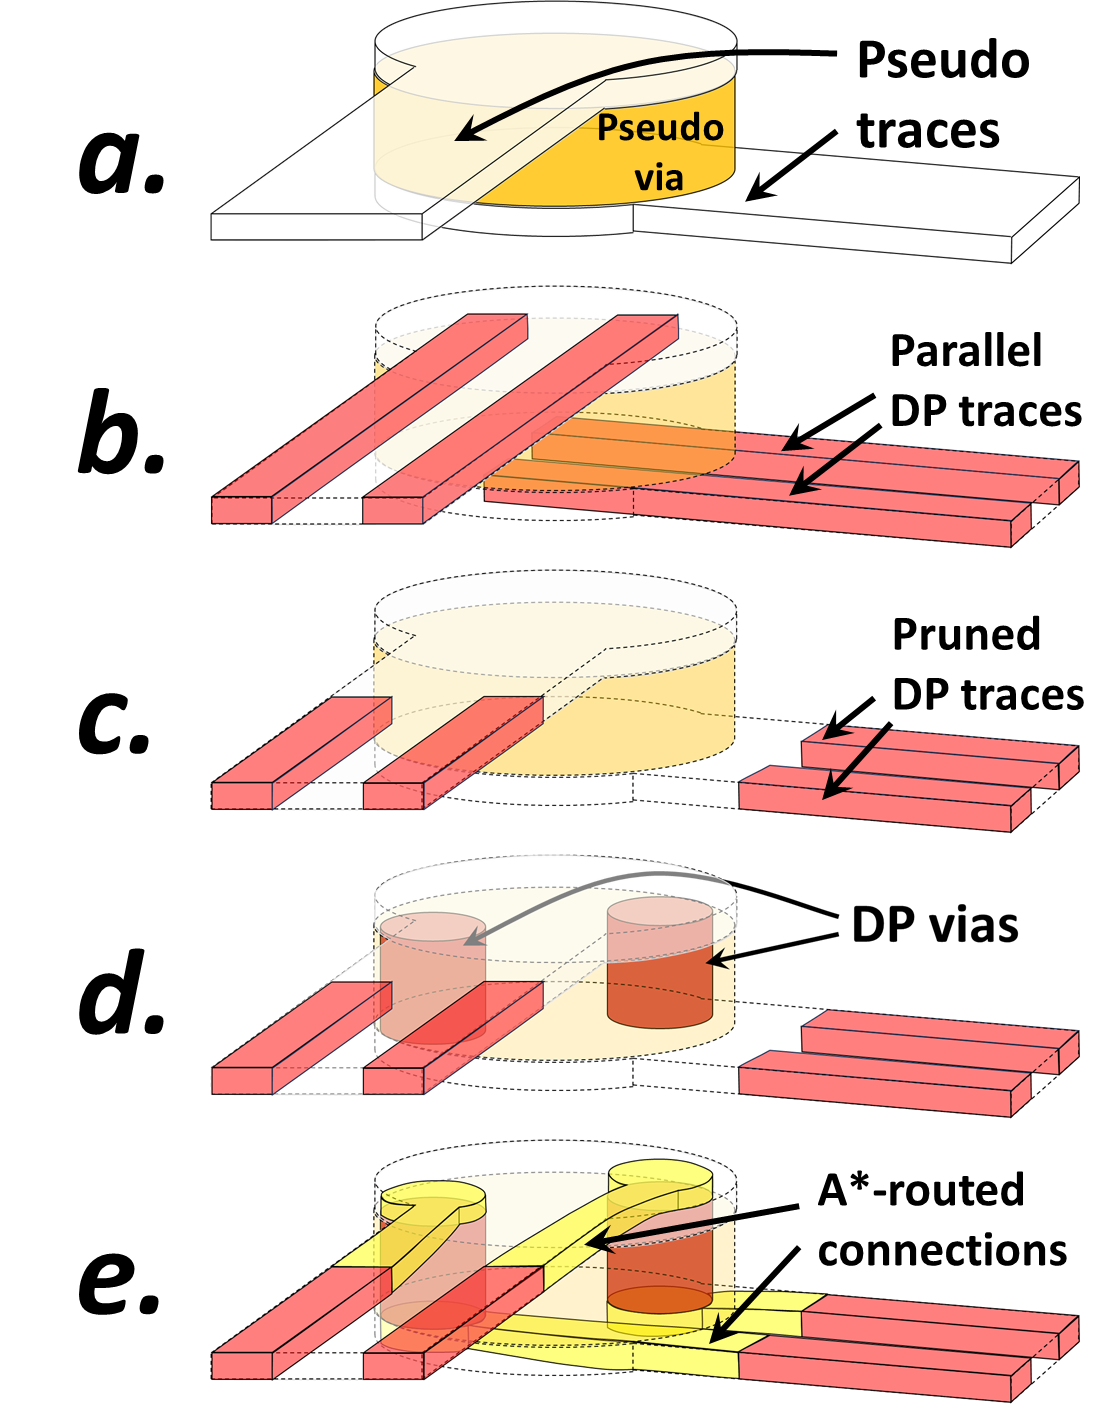 a.
Pseudo
traces
Pseudo
via
b.
Parallel
DP traces
c.
Pruned
DP traces
d.
DP vias
e.
A*-routed
connections